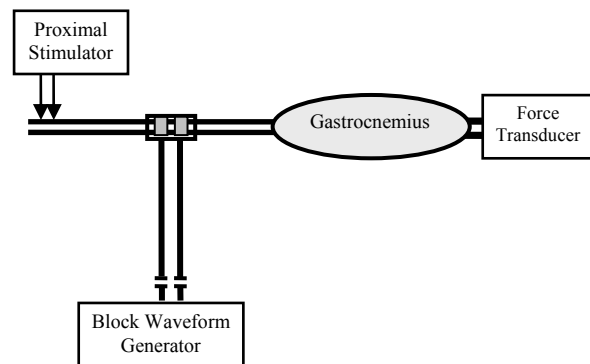 Proximal
Stimulator
Gastrocnemius
Force
Transducer
Block Waveform
Generator